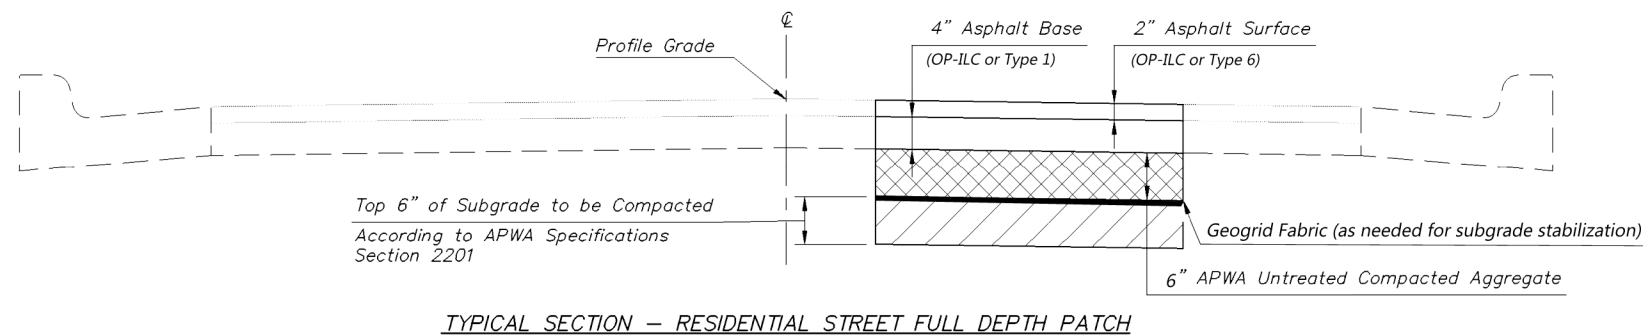 ℄
4” Asphalt Base
(OP-ILC or Type 1)
2” Asphalt Surface
(OP-ILC or Type 6)
Profile Grade
Top 6” of Subgrade to be Compacted
According to APWA Specifications
Section 2201
Geogrid Fabric (as needed for subgrade stabilization)
6” APWA Untreated Compacted Aggregate
TYPICAL SECTION – RESIDENTIAL STREET FULL DEPTH PATCH